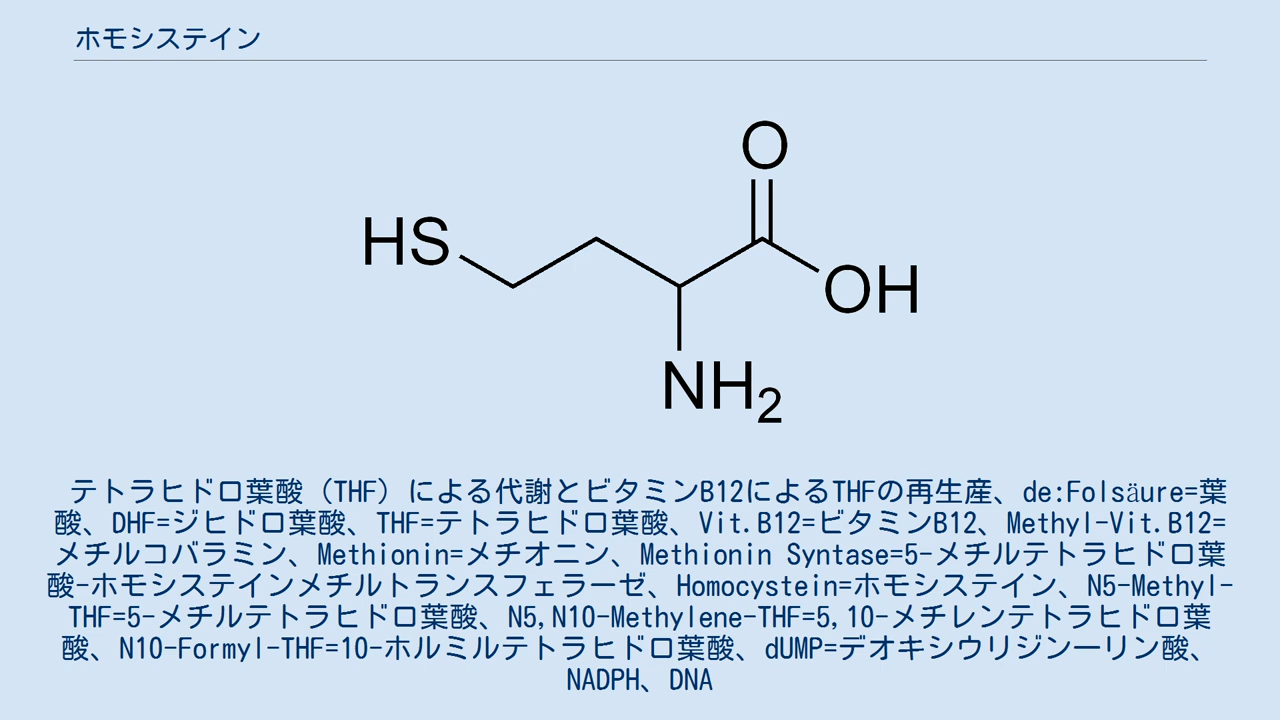 ホモシステイン
O
HS
OH
NH2
テトラヒドロ葉酸（THF）による代謝とビタミンB12によるTHFの再生産、de:Folsäure=葉
酸、DHF=ジヒドロ葉酸、THF=テトラヒドロ葉酸、Vit.B12=ビタミンB12、Methyl-Vit.B12=
メチルコバラミン、Methionin=メチオニン、Methionin Syntase=5-メチルテトラヒドロ葉
酸-ホモシステインメチルトランスフェラーゼ、Homocystein=ホモシステイン、N5-Methyl-
THF=5-メチルテトラヒドロ葉酸、N5,N10-Methylene-THF=5,10-メチレンテトラヒドロ葉
酸、N10-Formyl-THF=10-ホルミルテトラヒドロ葉酸、dUMP=デオキシウリジン一リン酸、
NADPH、DNA